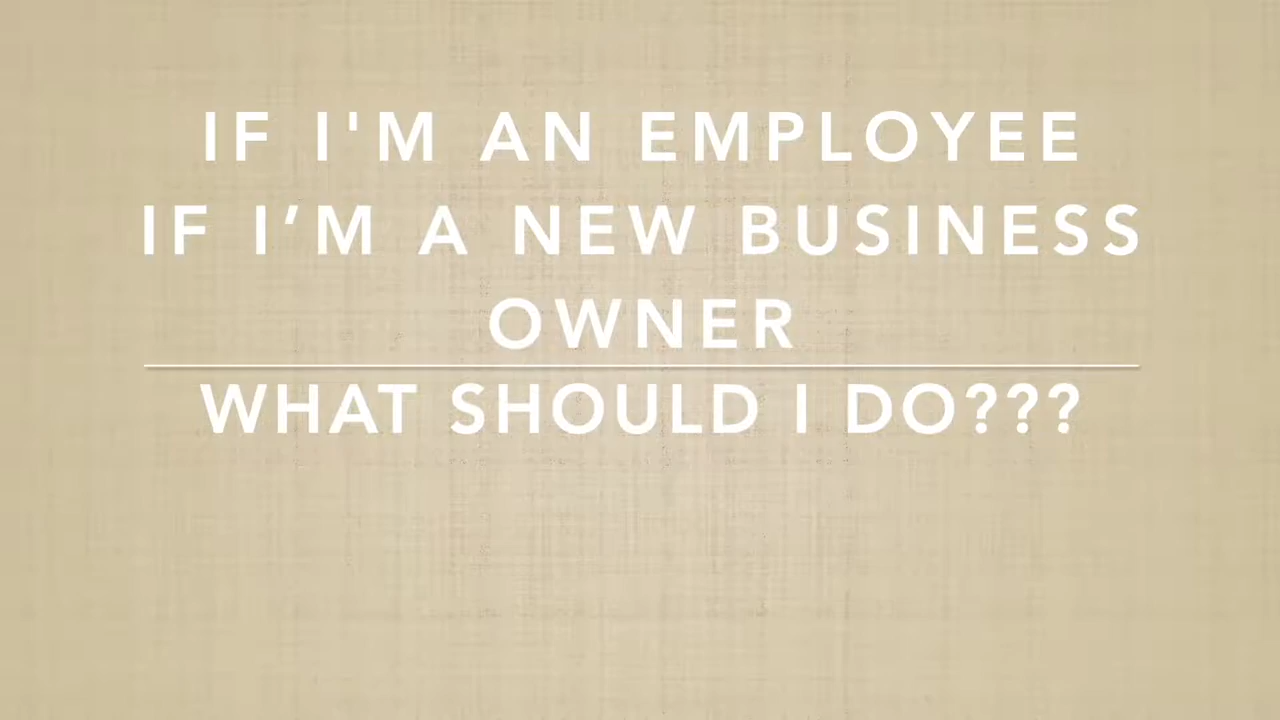 IF I'M AN EMPLOYEE
IF I’M A NEW BUSINESS
OWNER
WHAT SHOULD I DO???